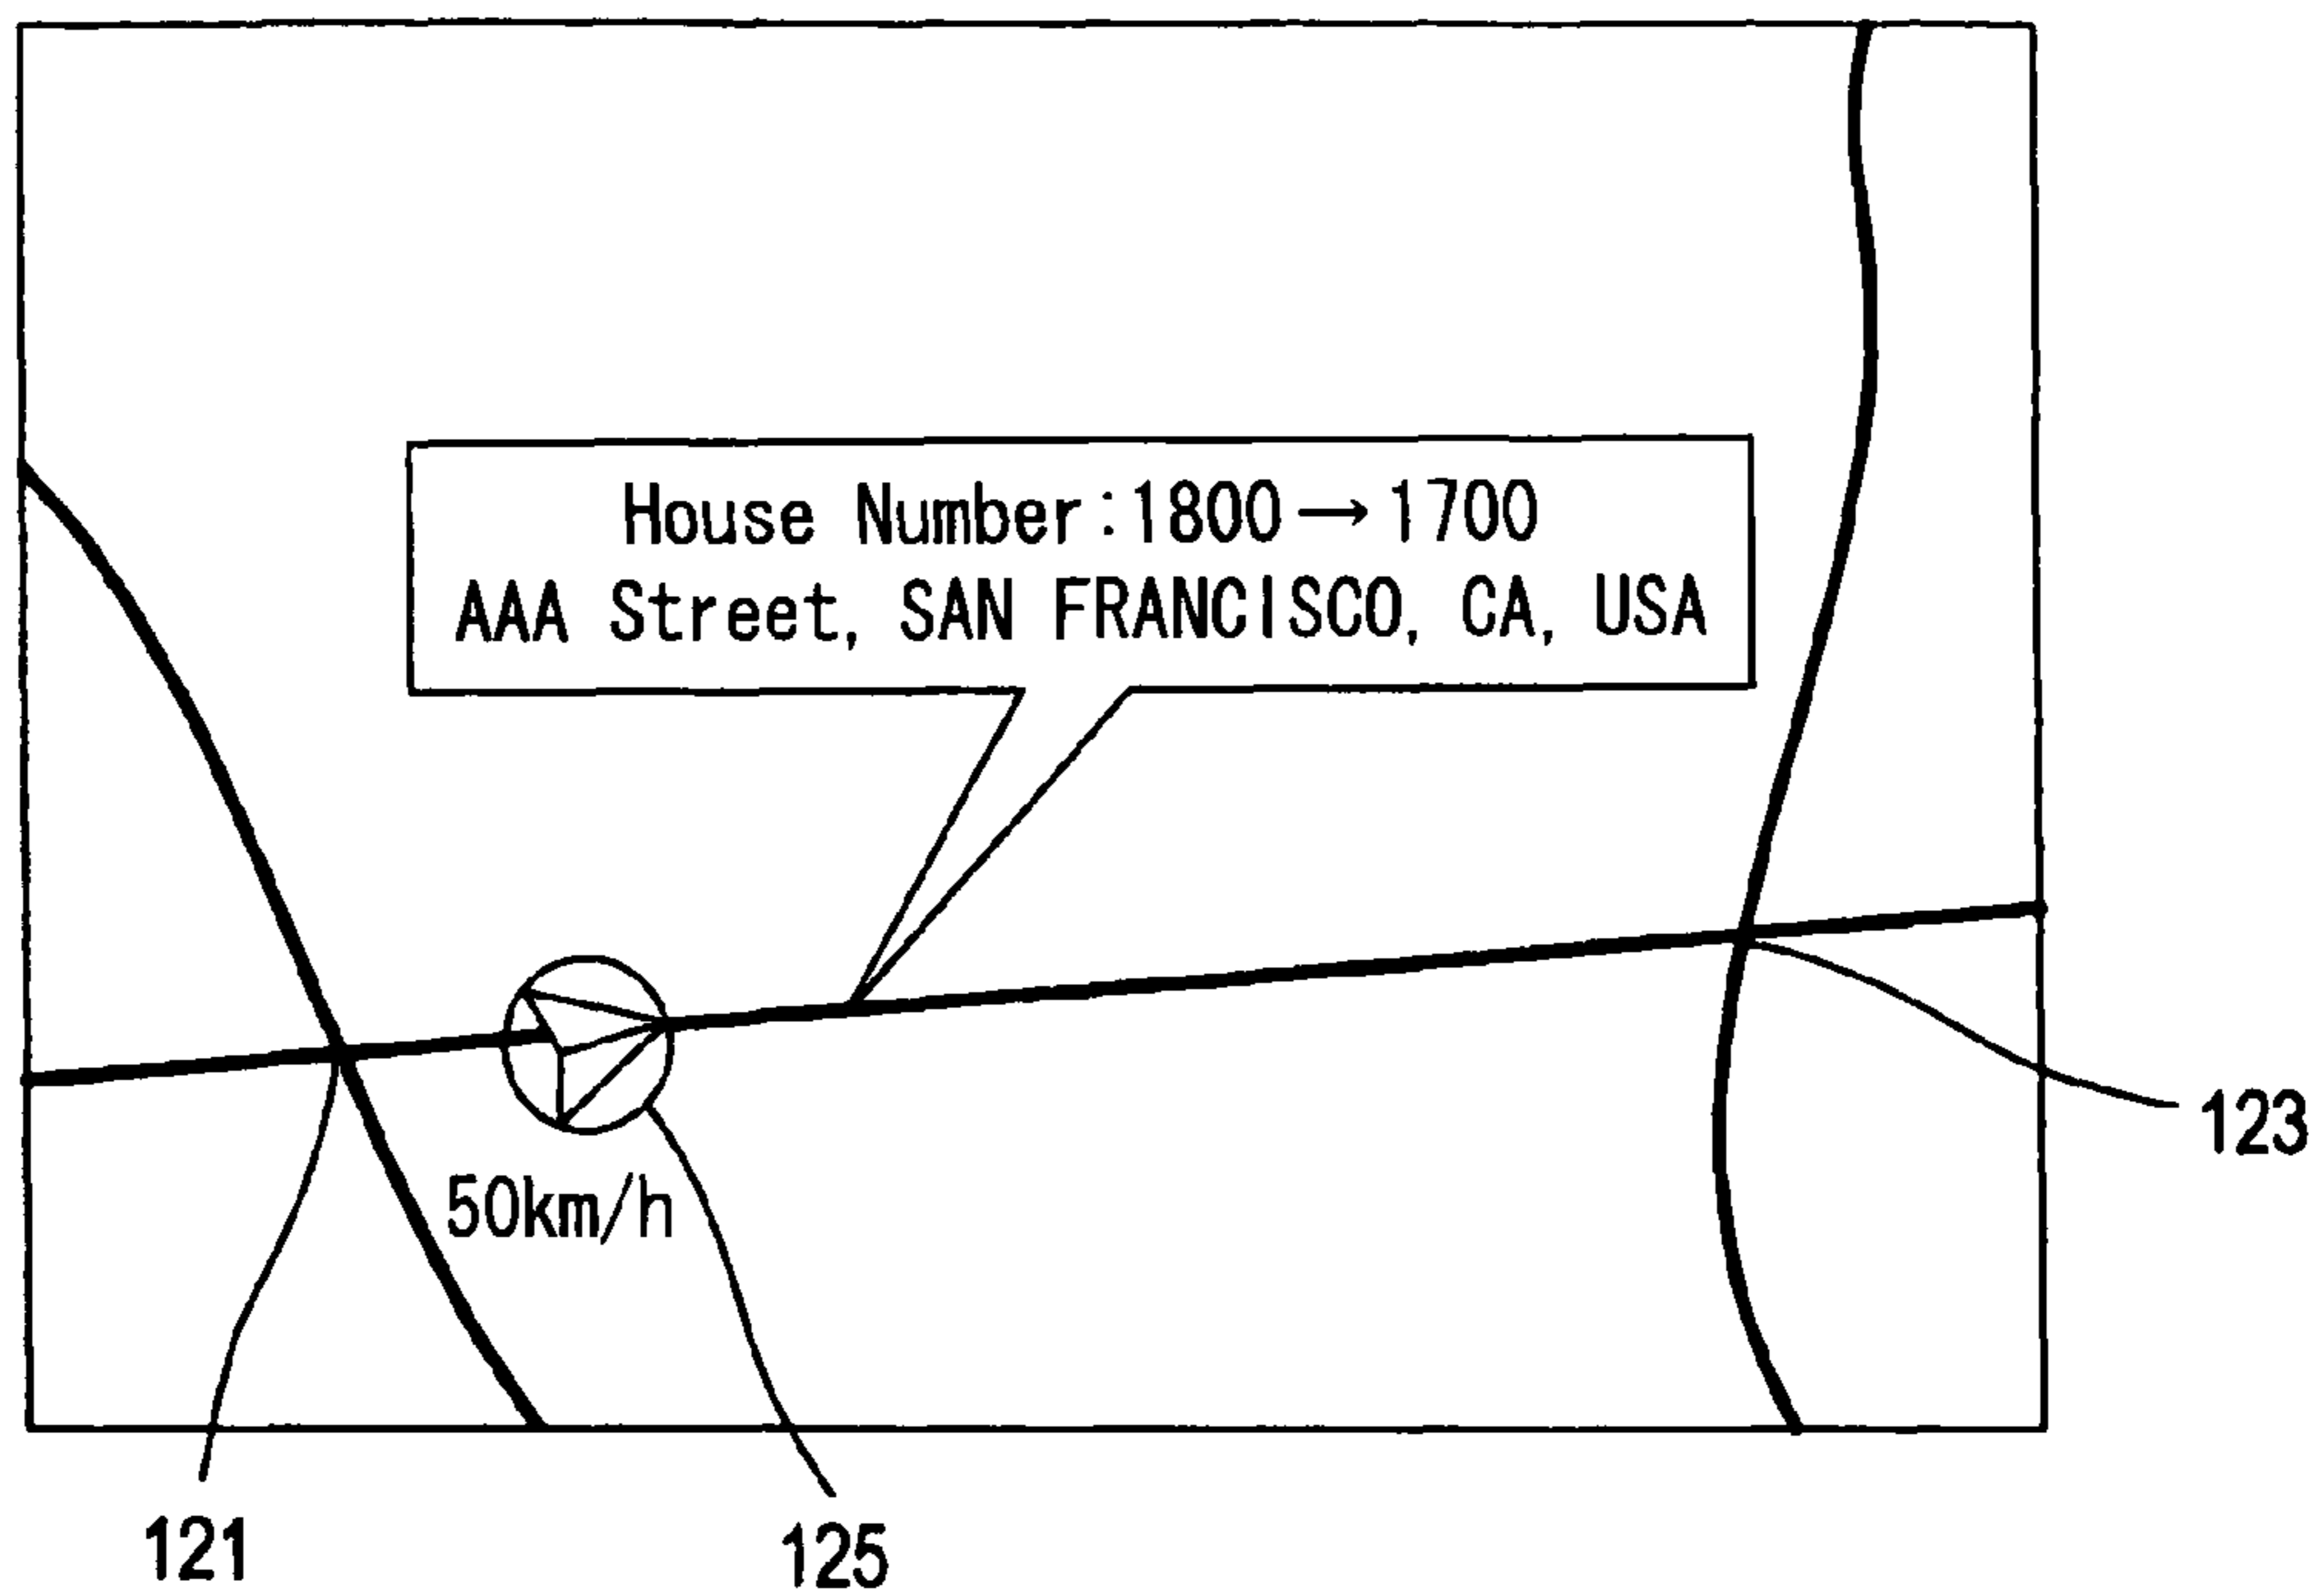 House Number:1800→1700
AAA Street, SAN FRANCISCO, CA, USA
123
50km/h
121
125